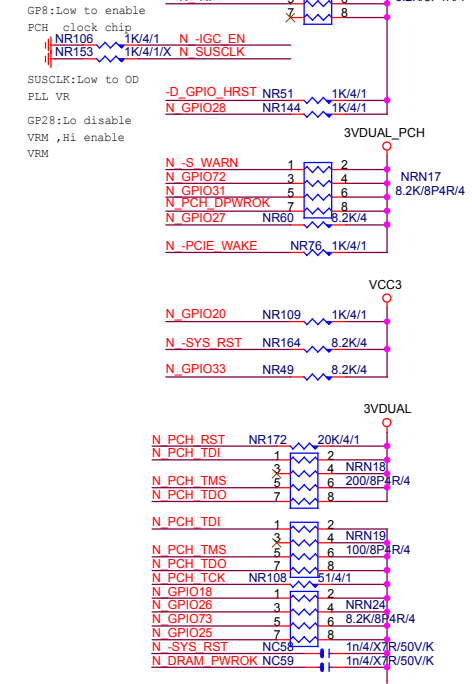 GP8:Low to enable
PCH clock chip
7 8
NR106 1K/4/1 N_-IGC_EN
NR153 1K/4/1/X N_SUSCLK
SUSCLK:Low to OD
PLL VR
-D_GPIO_HRST NR51 1K/4/1
N_GPIO28 NR144 1K/4/1
GP28:Lo disable
VRM ,Hi enable
VRM
3VDUAL_PCH
N_-S_WARN 1 2
N_GPIO72 3 4 NRN17
N_GPIO31 5 6 8.2K/8P4R/4
N_PCH_DPWROK 7 8
N_GPIO27 NR60 8.2K/4
N_-PCIE_WAKE NR76 1K/4/1
VCC3
N_GPIO20 NR109 1K/4/1
N_-SYS_RST NR164 8.2K/4
N_GPIO33 NR49 8.2K/4
3VDUAL
N_PCH_RST NR172 20K/4/1
N_PCH_TDI 1 2
3 4 NRN18
N_PCH_TMS 5 6 200/8P4R/4
N_PCH_TDO 7 8
N_PCH_TDI 1 2
3 4 NRN19
N_PCH_TMS 5 6 100/8P4R/4
N_PCH_TDO 7 8
N_PCH_TCK NR108 51/4/1
N_GPIO18 1 2
N_GPIO26 3 4 NRN24
N_GPIO73 5 6 8.2K/8P4R/4
N_GPIO25 7 8
N_-SYS_RST NC58 1n/4/X7R/50V/K
N_DRAM_PWROK NC59 1n/4/X7R/50V/K